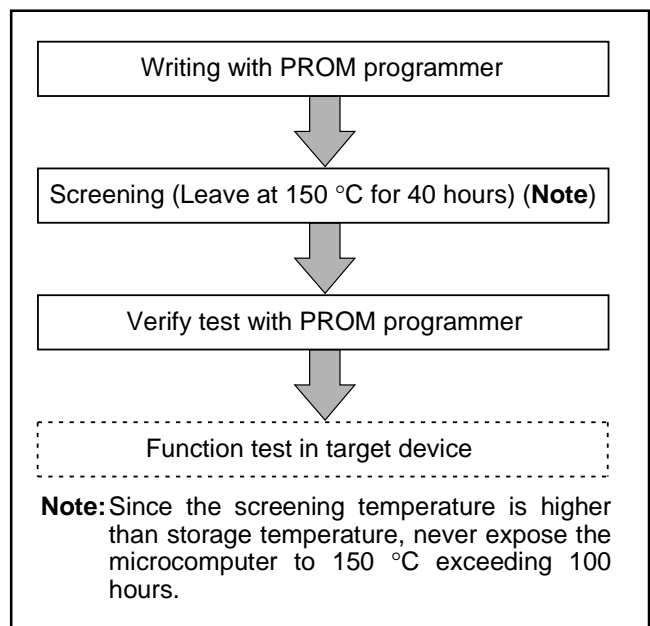 Writing with PROM programmer
Screening (Leave at 150 °C for 40 hours) (Note)
Verify test with PROM programmer
Function test in target device
Note: Since the screening temperature is higher
than storage temperature, never expose the
microcomputer to 150 °C exceeding 100
hours.